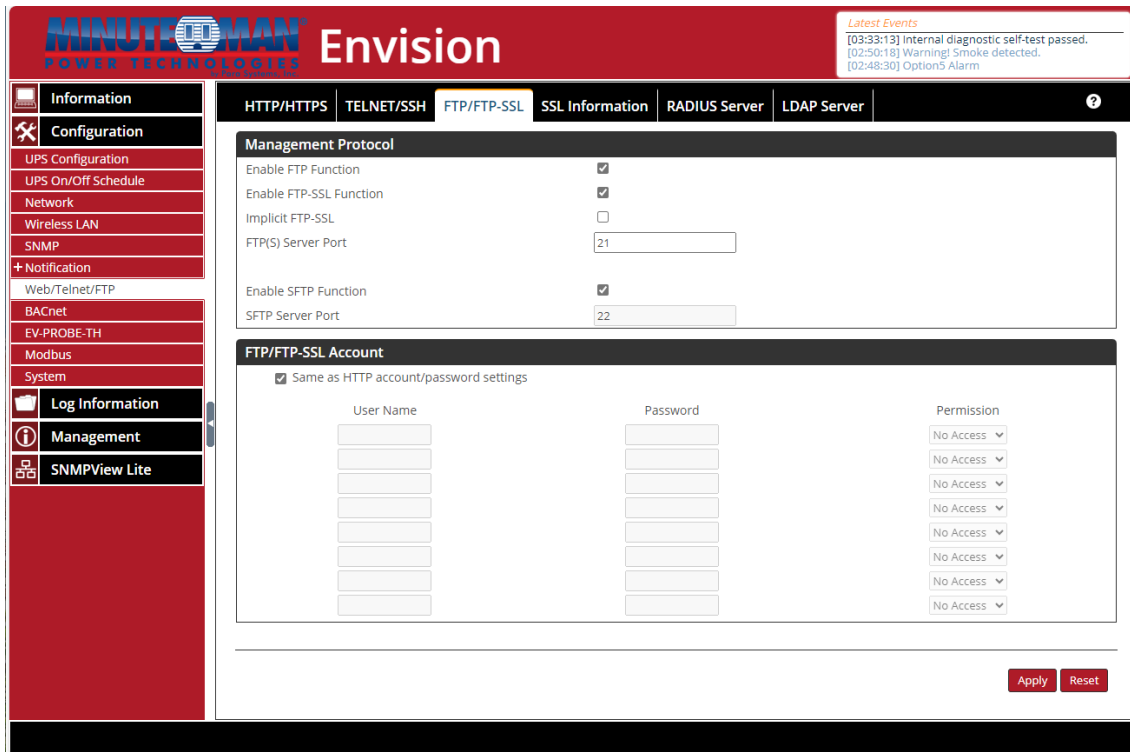 MINUTEMAN®
POWER TECHNOLOGIES
by Para Systems, Inc.
Envision
Latest Events
[03:33:13] Internal diagnostic self-test passed.
[02:50:18] Warning! Smoke detected.
[02:48:30] Option5 Alarm
Information
Configuration
UPS Configuration
UPS On/Off Schedule
Network
Wireless LAN
SNMP
+ Notification
Web/Telnet/FTP
BACnet
EV-PROBE-TH
Modbus
System
Log Information
Management
SNMPView Lite
HTTP/HTTPS TELNET/SSH FTP/FTP-SSL SSL Information RADIUS Server LDAP Server ?
Management Protocol
Enable FTP Function
Enable FTP-SSL Function
Implicit FTP-SSL
FTP(S) Server Port 21
Enable SFTP Function
SFTP Server Port 22
FTP/FTP-SSL Account
Same as HTTP account/password settings
User Name Password Permission
No Access
No Access
No Access
No Access
No Access
No Access
No Access
No Access
Apply Reset